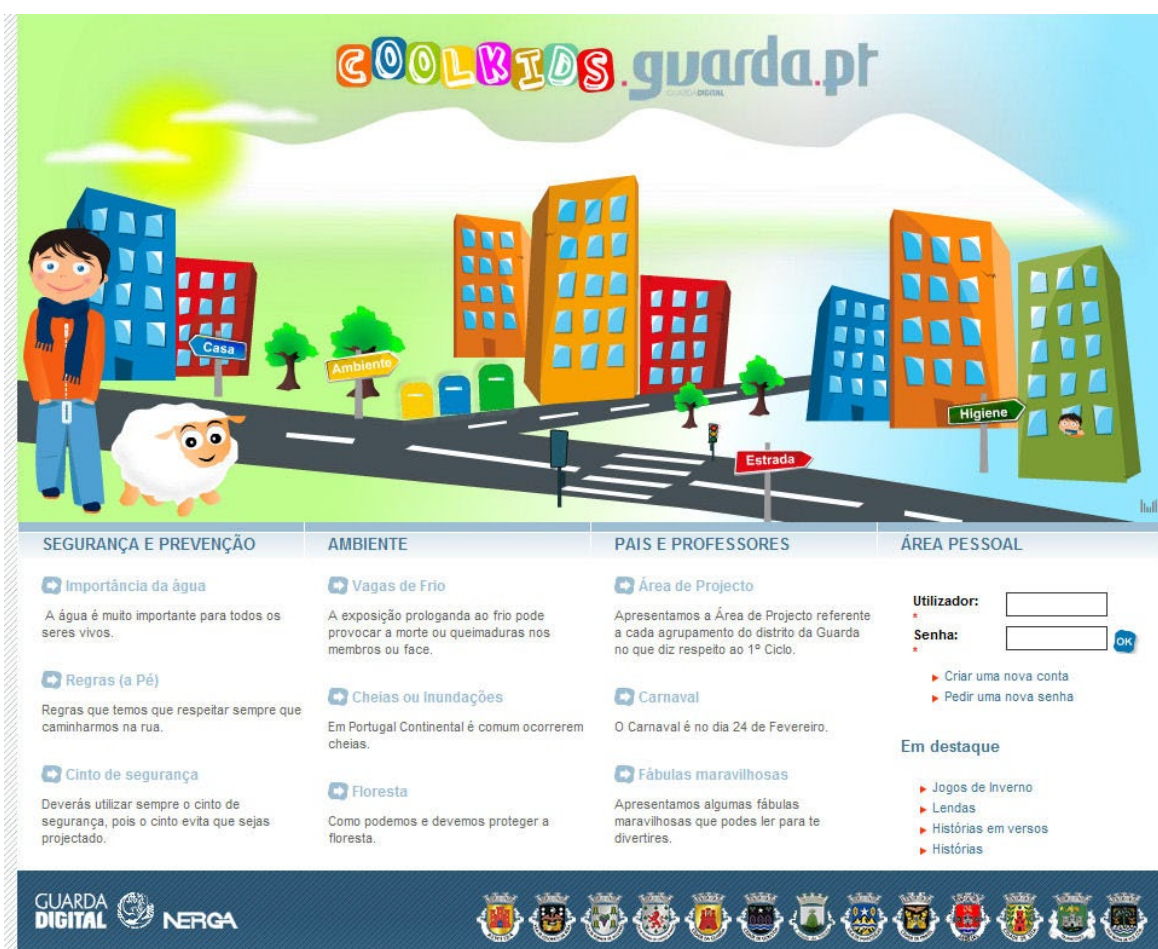 COOLKIDS.guarda.pt
GUARDADIGITAL
Casa
Ambiente
Higiene
Estrada
SEGURANÇA E PREVENÇÃO
Importância da água
A água é muito importante para todos os
seres vivos.
Regras (a Pé)
Regras que temos que respeitar sempre que
caminharmos na rua.
Cinto de segurança
Deverás utilizar sempre o cinto de
segurança, pois o cinto evita que sejas
projectado.
AMBIENTE
Vagas de Frio
A exposição prologanda ao frio pode
provocar a morte ou queimaduras nos
membros ou face.
Cheias ou Inundações
Em Portugal Continental é comum ocorrerem
cheias.
Floresta
Como podemos e devemos proteger a
floresta.
PAIS E PROFESSORES
Área de Projecto
Apresentamos a Área de Projecto referente
a cada agrupamento do distrito da Guarda
no que diz respeito ao 1º Ciclo.
Carnaval
O Carnaval é no dia 24 de Fevereiro.
Fábulas maravilhosas
Apresentamos algumas fábulas
maravilhosas que podes ler para te
divertires.
ÁREA PESSOAL
Utilizador:
*
Senha:
*
OK
Criar uma nova conta
Pedir uma nova senha
Em destaque
Jogos de Inverno
Lendas
Histórias em versos
Histórias
GUARDA
DIGITAL
NERGA